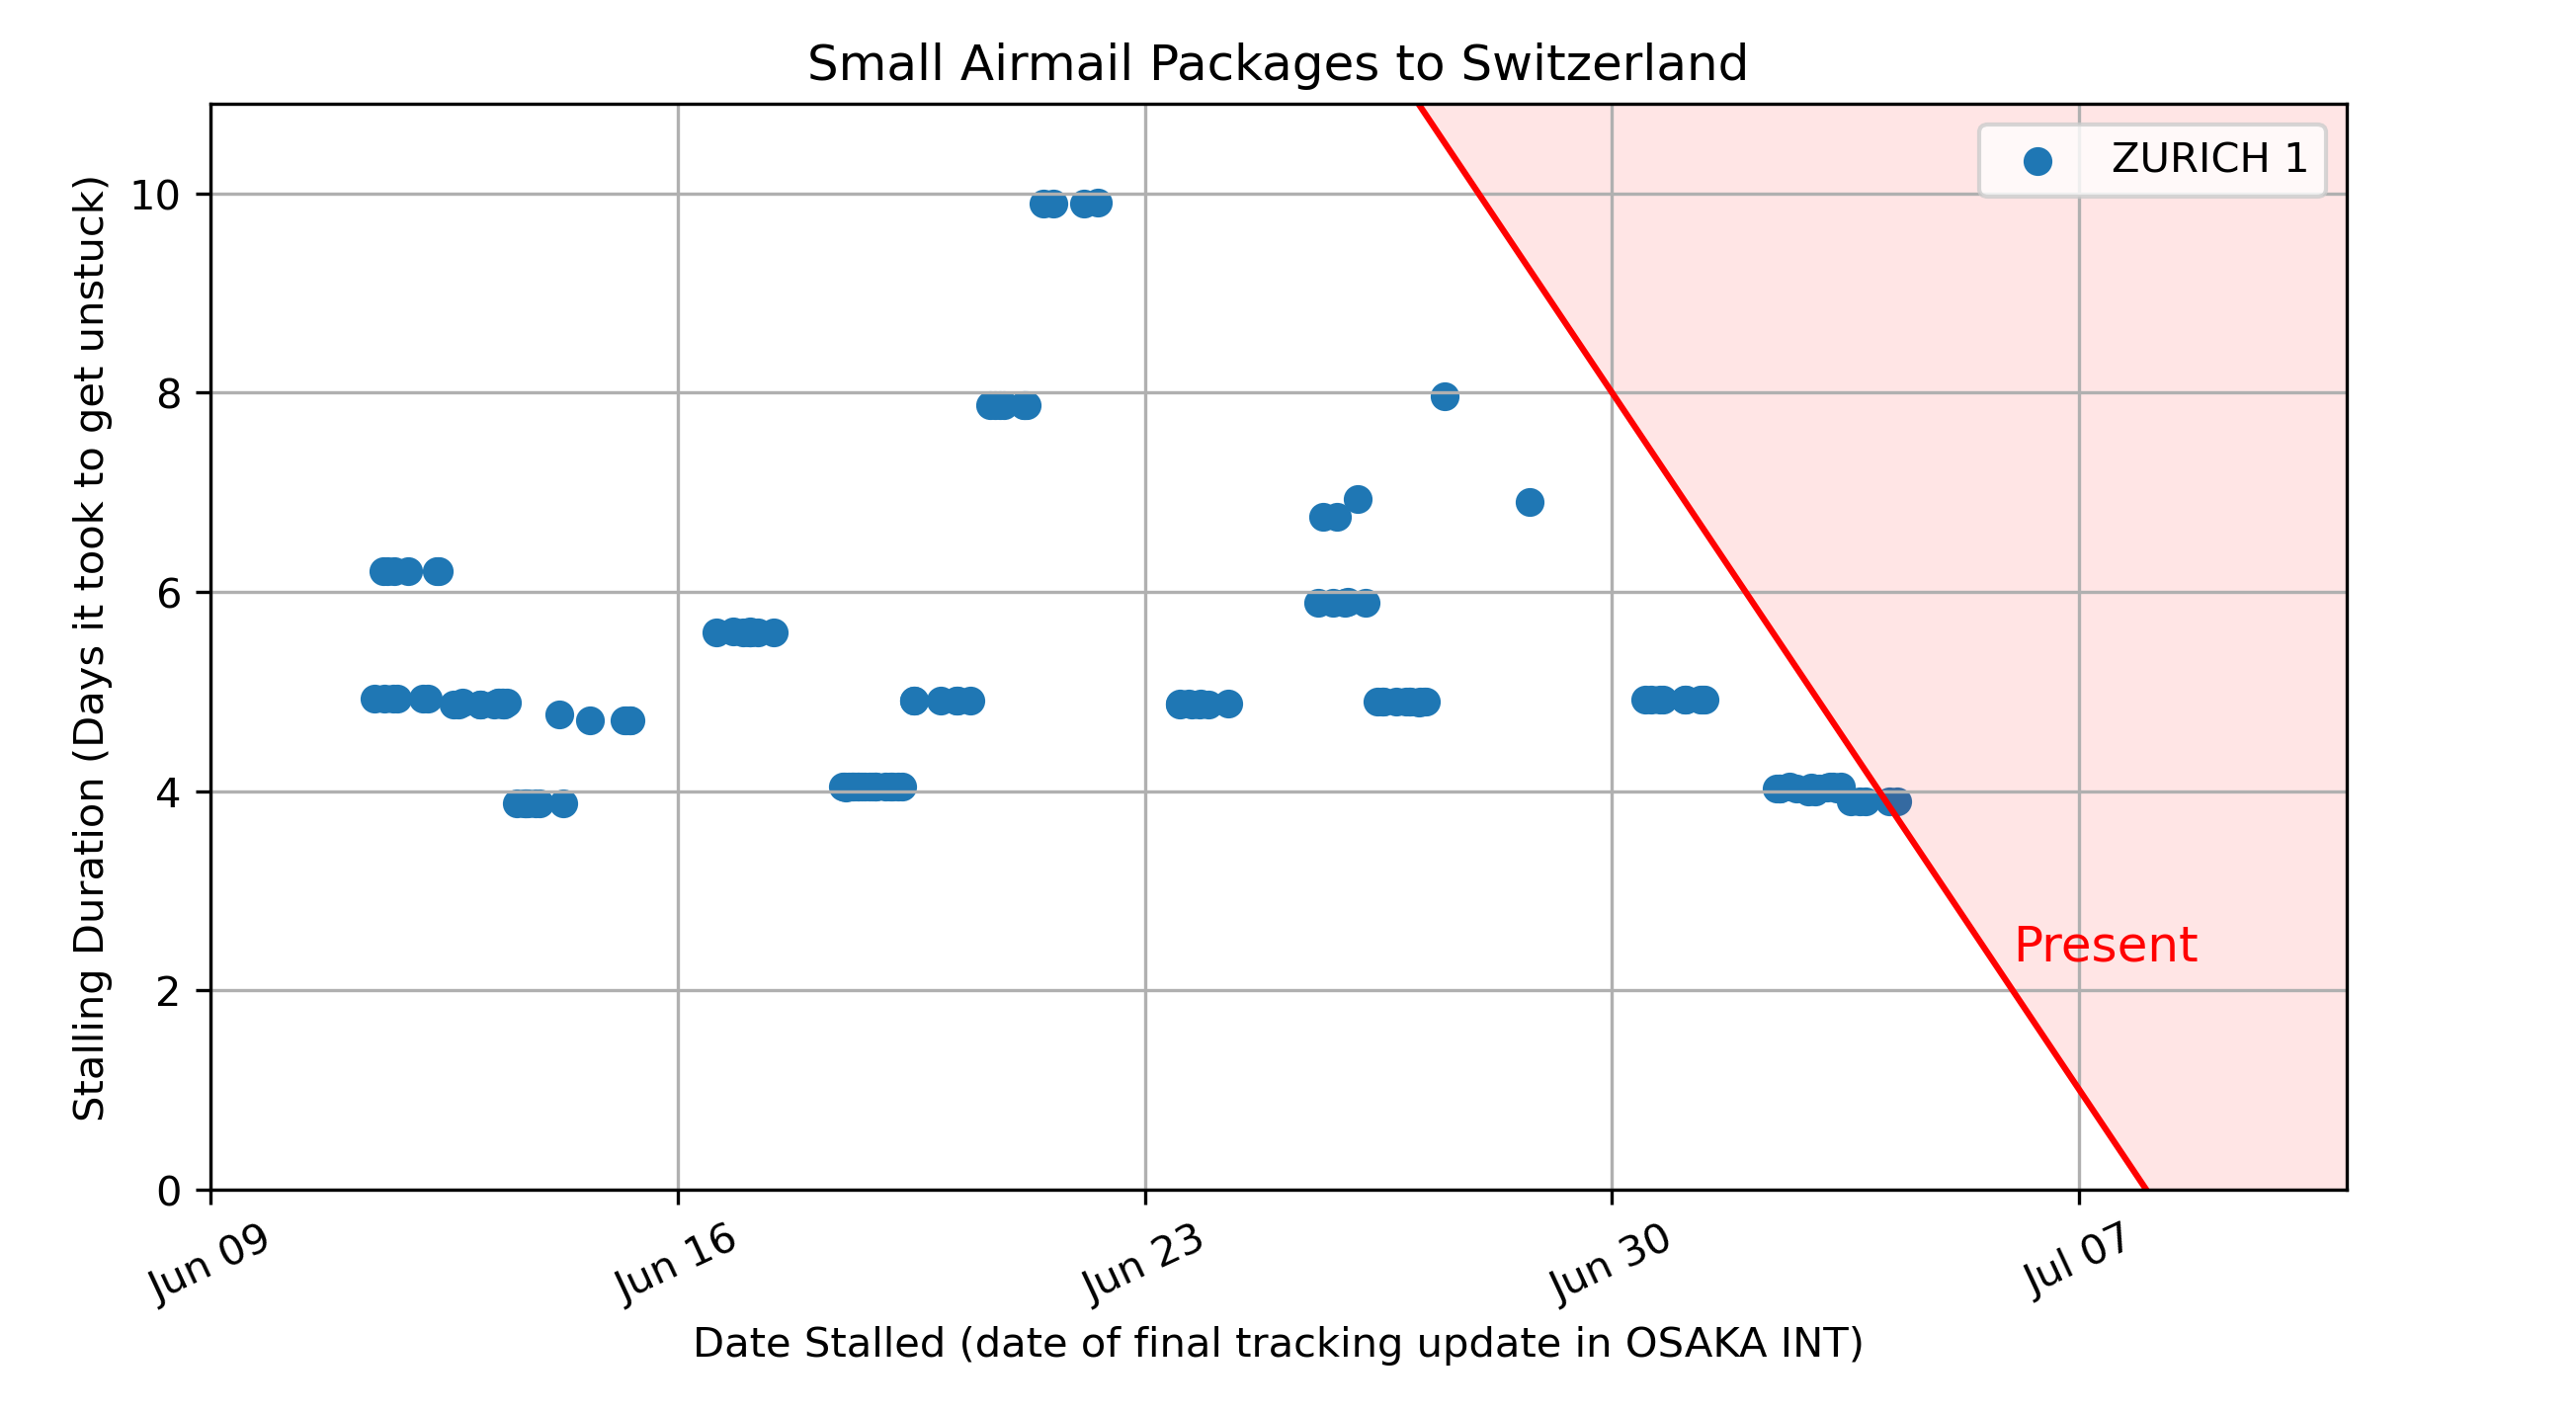 Small Airmail Packages to Switzerland
ZURICH 1
Stalling Duration (Days it took to get unstuck)
10
8
6
4
2
0
Present
Jun 09
Jun 16
Jun 23
Jun 30
Jul 07
Date Stalled (date of final tracking update in OSAKA INT)